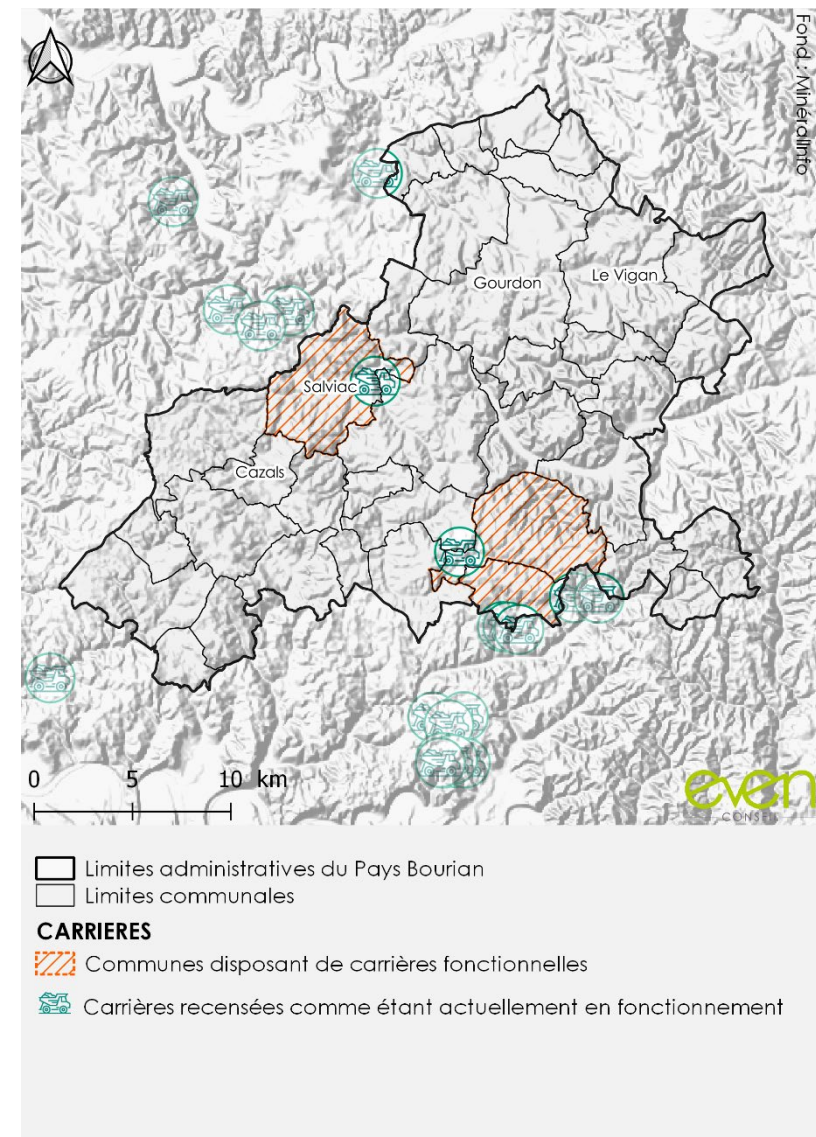 N
Fond : MinéralInfo
Gourdon
Le Vigan
Salviac
Cazals
0 5 10 km
even
CONSEIL
Limites administratives du Pays Bourian
Limites communales
CARRIERES
Communes disposant de carrières fonctionnelles
Carrières recensées comme étant actuellement en fonctionnement